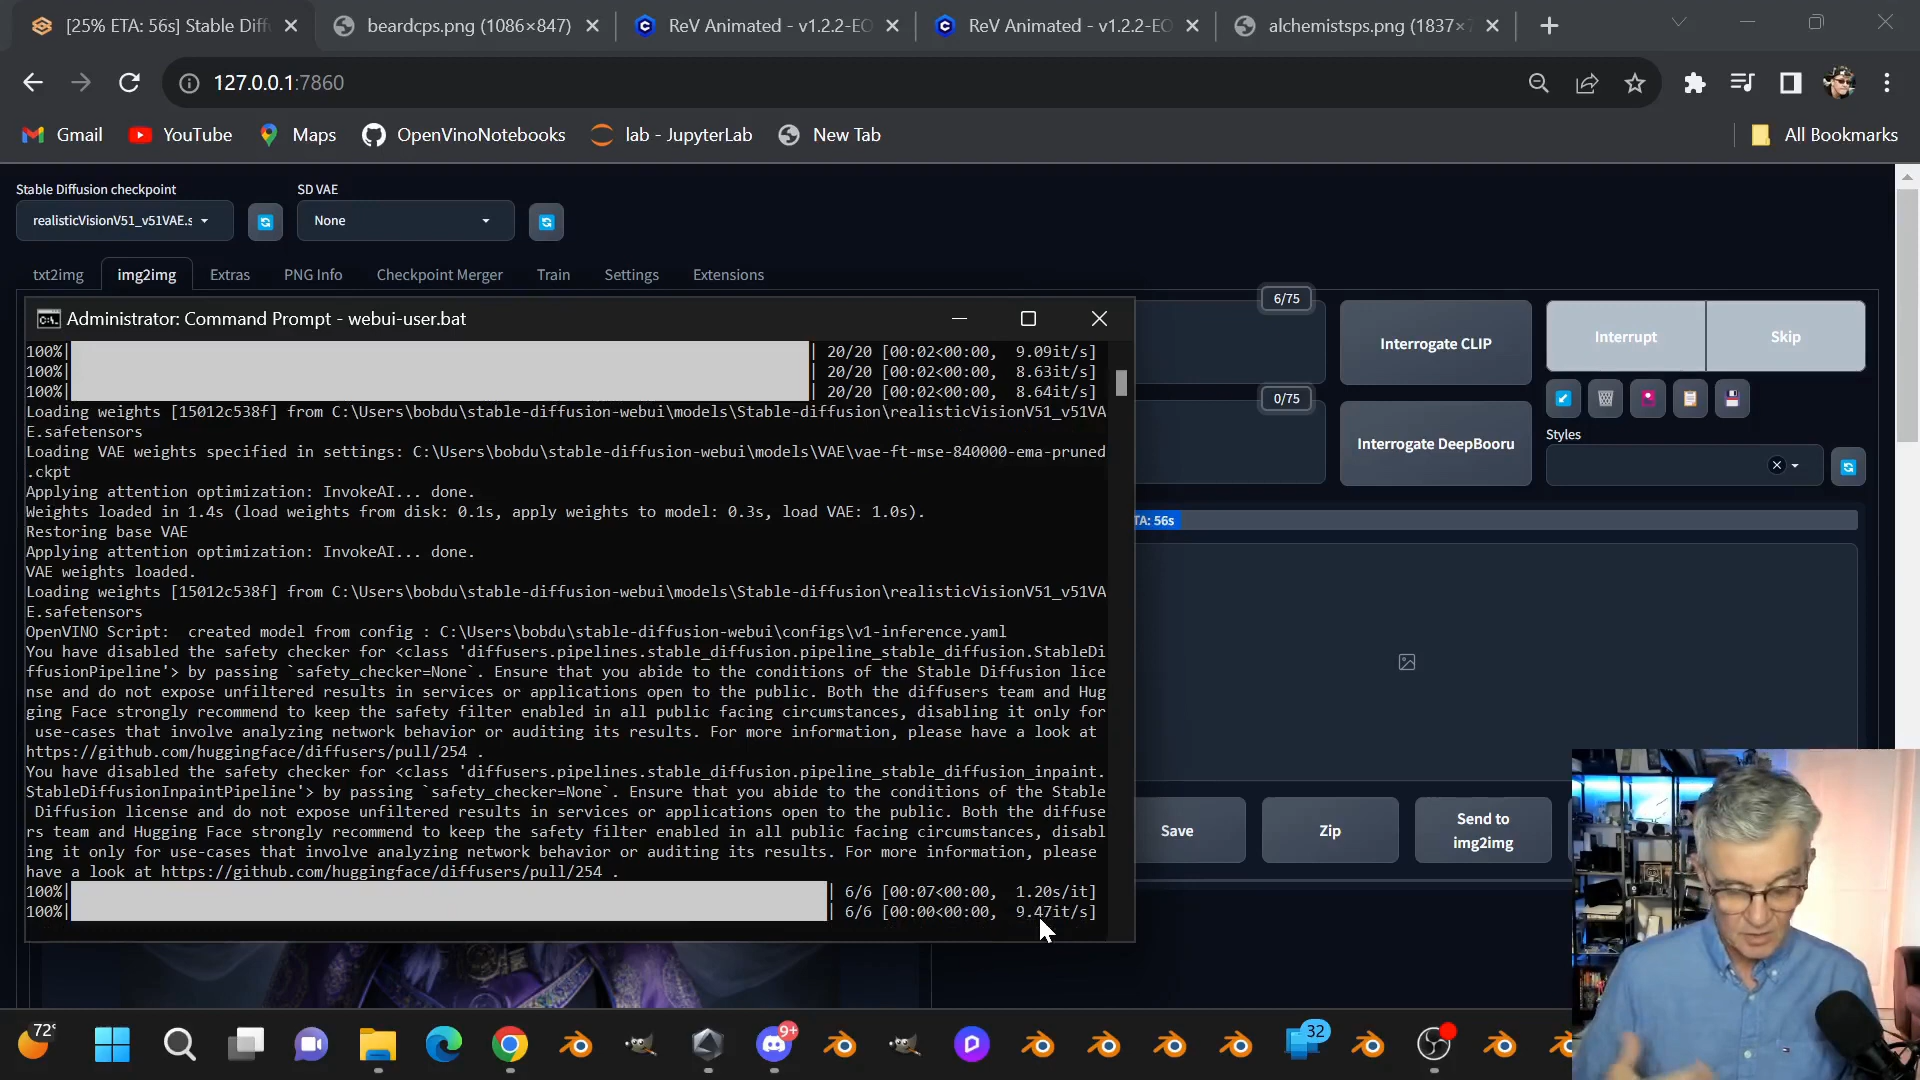 [25% ETA: 56s] Stable Diff
beardcps.png (1086×847)
ReV Animated - v1.2.2-EO
ReV Animated - v1.2.2-EO
alchemistsps.png (1837×7
127.0.0.1:7860
Gmail
YouTube
Maps
OpenVinoNotebooks
lab - JupyterLab
New Tab
All Bookmarks
Stable Diffusion checkpoint
SD VAE
realisticVisionV51_v51VAE.s
None
txt2img
img2img
Extras
PNG Info
Checkpoint Merger
Train
Settings
Extensions
6/75
Interrogate CLIP
Interrupt
Skip
0/75
Interrogate DeepBooru
Styles
TA: 56s
Administrator: Command Prompt - webui-user.bat
100%| | 20/20 [00:02<00:00, 9.09it/s]
100%| | 20/20 [00:02<00:00, 8.63it/s]
100%| | 20/20 [00:02<00:00, 8.64it/s]
Loading weights [15012c538f] from C:\Users\bobdu\stable-diffusion-webui\models\Stable-diffusion\realisticVisionV51_v51VA
E.safetensors
Loading VAE weights specified in settings: C:\Users\bobdu\stable-diffusion-webui\models\VAE\vae-ft-mse-840000-ema-pruned
.ckpt
Applying attention optimization: InvokeAI... done.
Weights loaded in 1.4s (load weights from disk: 0.1s, apply weights to model: 0.3s, load VAE: 1.0s).
Restoring base VAE
Applying attention optimization: InvokeAI... done.
VAE weights loaded.
Loading weights [15012c538f] from C:\Users\bobdu\stable-diffusion-webui\models\Stable-diffusion\realisticVisionV51_v51VA
E.safetensors
OpenVINO Script:  created model from config : C:\Users\bobdu\stable-diffusion-webui\configs\v1-inference.yaml
You have disabled the safety checker for <class 'diffusers.pipelines.stable_diffusion.pipeline_stable_diffusion.StableDi
ffusionPipeline'> by passing `safety_checker=None`. Ensure that you abide to the conditions of the Stable Diffusion lice
nse and do not expose unfiltered results in services or applications open to the public. Both the diffusers team and Hug
ging Face strongly recommend to keep the safety filter enabled in all public facing circumstances, disabling it only for
 use-cases that involve analyzing network behavior or auditing its results. For more information, please have a look at
https://github.com/huggingface/diffusers/pull/254 .
You have disabled the safety checker for <class 'diffusers.pipelines.stable_diffusion.pipeline_stable_diffusion_inpaint.
StableDiffusionInpaintPipeline'> by passing `safety_checker=None`. Ensure that you abide to the conditions of the Stable
 Diffusion license and do not expose unfiltered results in services or applications open to the public. Both the diffuse
rs team and Hugging Face strongly recommend to keep the safety filter enabled in all public facing circumstances, disabl
ing it only for use-cases that involve analyzing network behavior or auditing its results. For more information, please
have a look at https://github.com/huggingface/diffusers/pull/254 .
100%| | 6/6 [00:07<00:00, 1.20s/it]
100%| | 6/6 [00:00<00:00, 9.47it/s]
Save
Zip
Send to
img2img
72°
9+
32